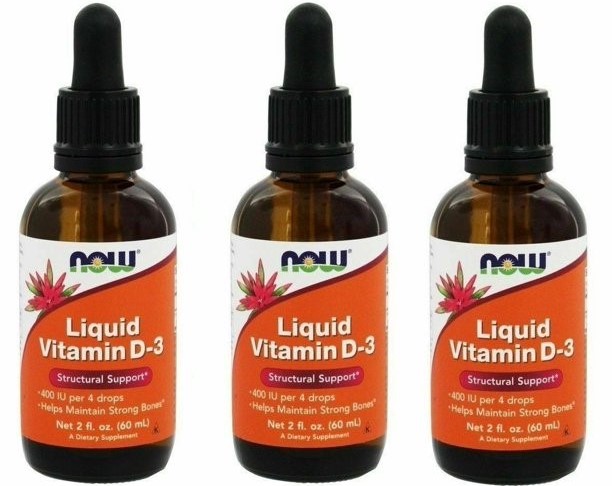 NOW®
Liquid
Vitamin D-3
Structural Support*
•400 IU per 4 drops
•Helps Maintain Strong Bones*
Net 2 fl. oz. (60 mL)
K
A Dietary Supplement
NOW®
Liquid
Vitamin D-3
Structural Support*
•400 IU per 4 drops
•Helps Maintain Strong Bones*
Net 2 fl. oz. (60 mL)
K
A Dietary Supplement
NOW®
Liquid
Vitamin D-3
Structural Support*
•400 IU per 4 drops
•Helps Maintain Strong Bones*
Net 2 fl. oz. (60 mL)
K
A Dietary Supplement